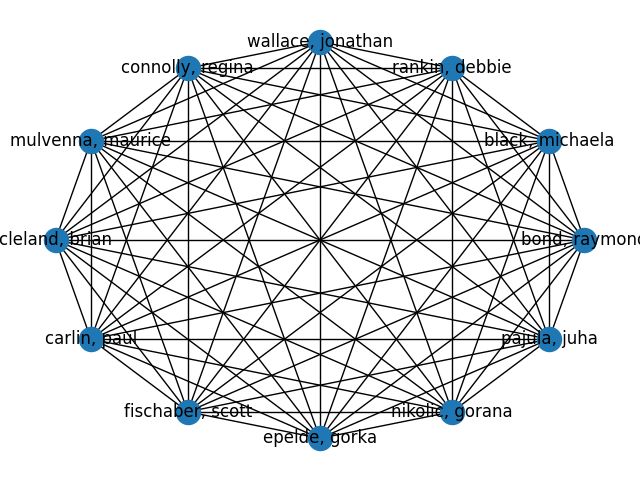 wallace, jonathan
connolly, regina
rankin, debbie
mulvenna, maurice
black, michaela
cleland, brian
bond, raymond
carlin, paul
pajula, juha
fischaber, scott
nikolic, gorana
epelde, gorka